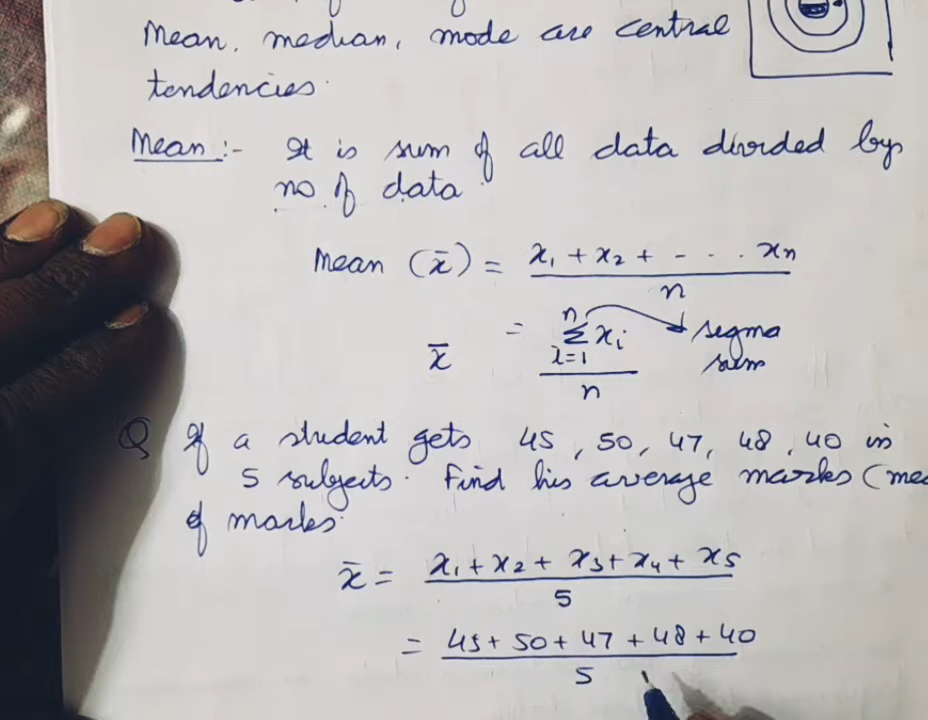 Mean, median, mode are central
tendencies.
Mean :- It is sum of all data divided by
no of data
Mean (x̄) = x₁ + x₂ + - . . . xn
n
x̄ = n Σ i=1 xi → segma
sum
n
Q If a student gets 45, 50, 47, 48, 40 in
5 subjects. Find his average marks (mea
of marks.
x̄ = x₁ + x₂ + x₃ + x₄ + x₅
5
= 45 + 50 + 47 + 48 + 40
5